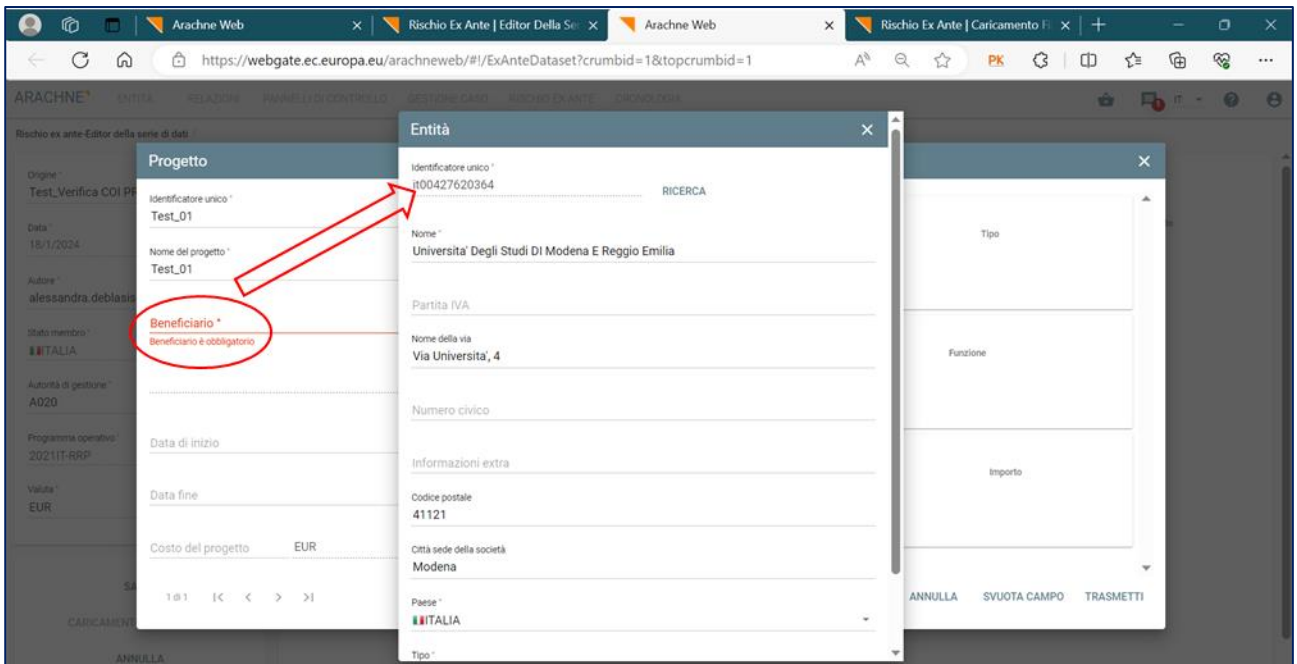 Arachne Web
Rischio Ex Ante | Editor Della Se
Arachne Web
Rischio Ex Ante | Caricamento
https://webgate.ec.europa.eu/arachneweb/#!/ExAnteDataset?crumbid=1&topcrumbid=1
PK
ARACHNE
ENTITÀ
RELAZIONI
PANNELLI DI CONTROLLO
GESTIONE CASO
RISCHIO EX ANTE
CRONOLOGIA
IT
Rischio ex ante-Editor della serie di dati /
Origine *
Test_Verifica COI
Data *
18/1/2024
Autore *
alessandra.deblasis
Stato membro *
ITALIA
Autorità di gestione *
A020
Programma operativo *
2021IT-RRP
Valuta *
EUR
CARICAMENT
ANNULLA
Progetto
Identificatore unico *
Test_01
Nome del progetto *
Test_01
Beneficiario *
Beneficiario è obbligatorio
Data di inizio
Data fine
Costo del progetto EUR
1 di 1
Entità
Identificatore unico *
it00427620364
RICERCA
Nome *
Universita' Degli Studi DI Modena E Reggio Emilia
Partita IVA
Nome della via
Via Universita', 4
Numero civico
Informazioni extra
Codice postale
41121
Città sede della società
Modena
Paese *
ITALIA
Tipo *
Tipo
Funzione
Importo
ANNULLA SVUOTA CAMPO TRASMETTI